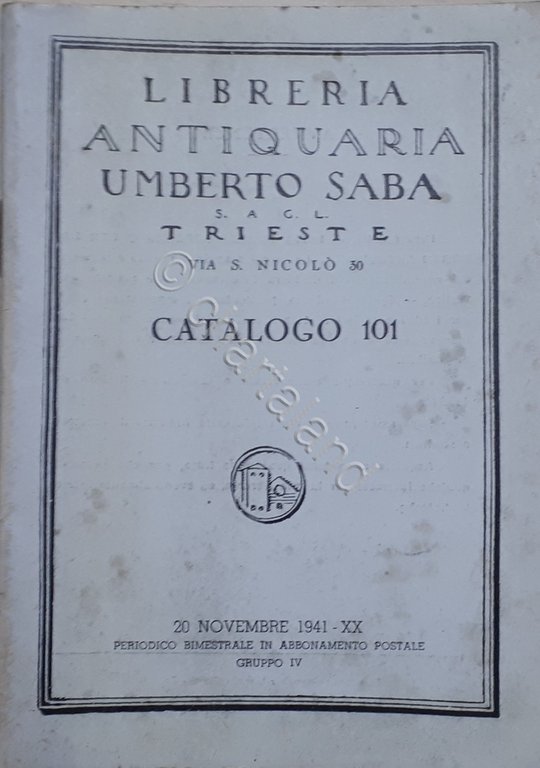 LIBRERIA
ANTIQUARIA
UMBERTO SABA
S. A C. L.
TRIESTE
VIA S. NICOLÒ 30
CATALOGO 101
© chartaland
20 NOVEMBRE 1941 - XX
PERIODICO BIMESTRALE IN ABBONAMENTO POSTALE
GRUPPO IV